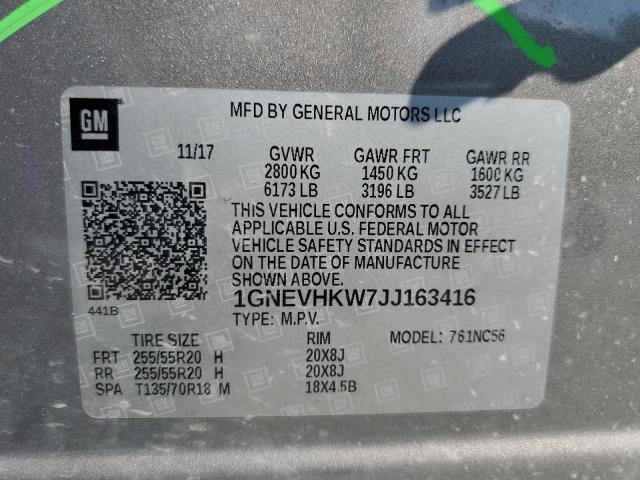 GM
MFD BY GENERAL MOTORS LLC
11/17 GVWR GAWR FRT GAWR RR
2800 KG 1450 KG 1600 KG
6173 LB 3196 LB 3527 LB
THIS VEHICLE CONFORMS TO ALL
APPLICABLE U.S. FEDERAL MOTOR
VEHICLE SAFETY STANDARDS IN EFFECT
ON THE DATE OF MANUFACTURE
SHOWN ABOVE.
1GNEVHKW7JJ163416
441B
TYPE: M.P.V.
TIRE SIZE RIM MODEL: 761NC56
FRT 255/55R20 H 20X8J
RR 255/55R20 H 20X8J
SPA T135/70R18 M 18X4.5B